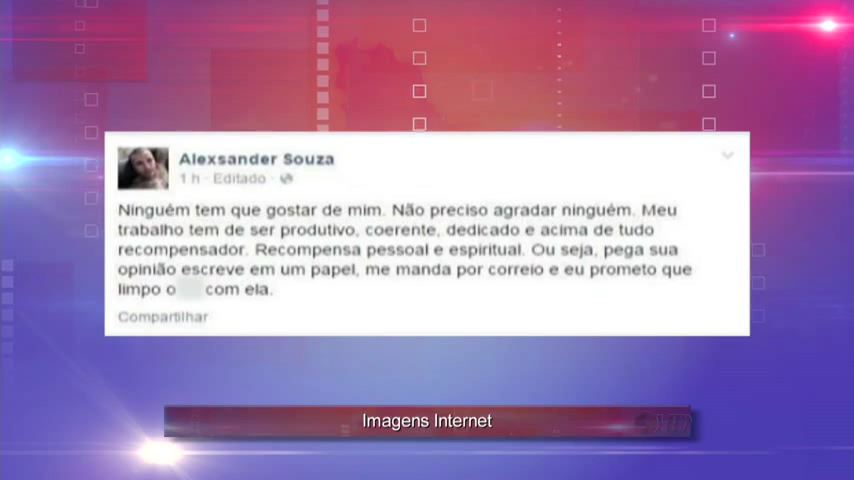 Alexsander Souza
1 h · Editado ·
Ninguém tem que gostar de mim. Não preciso agradar ninguém. Meu
trabalho tem de ser produtivo, coerente, dedicado e acima de tudo
recompensador. Recompensa pessoal e espiritual. Ou seja, pega sua
opinião escreve em um papel, me manda por correio e eu prometo que
limpo o com ela.
Compartilhar
Imagens Internet